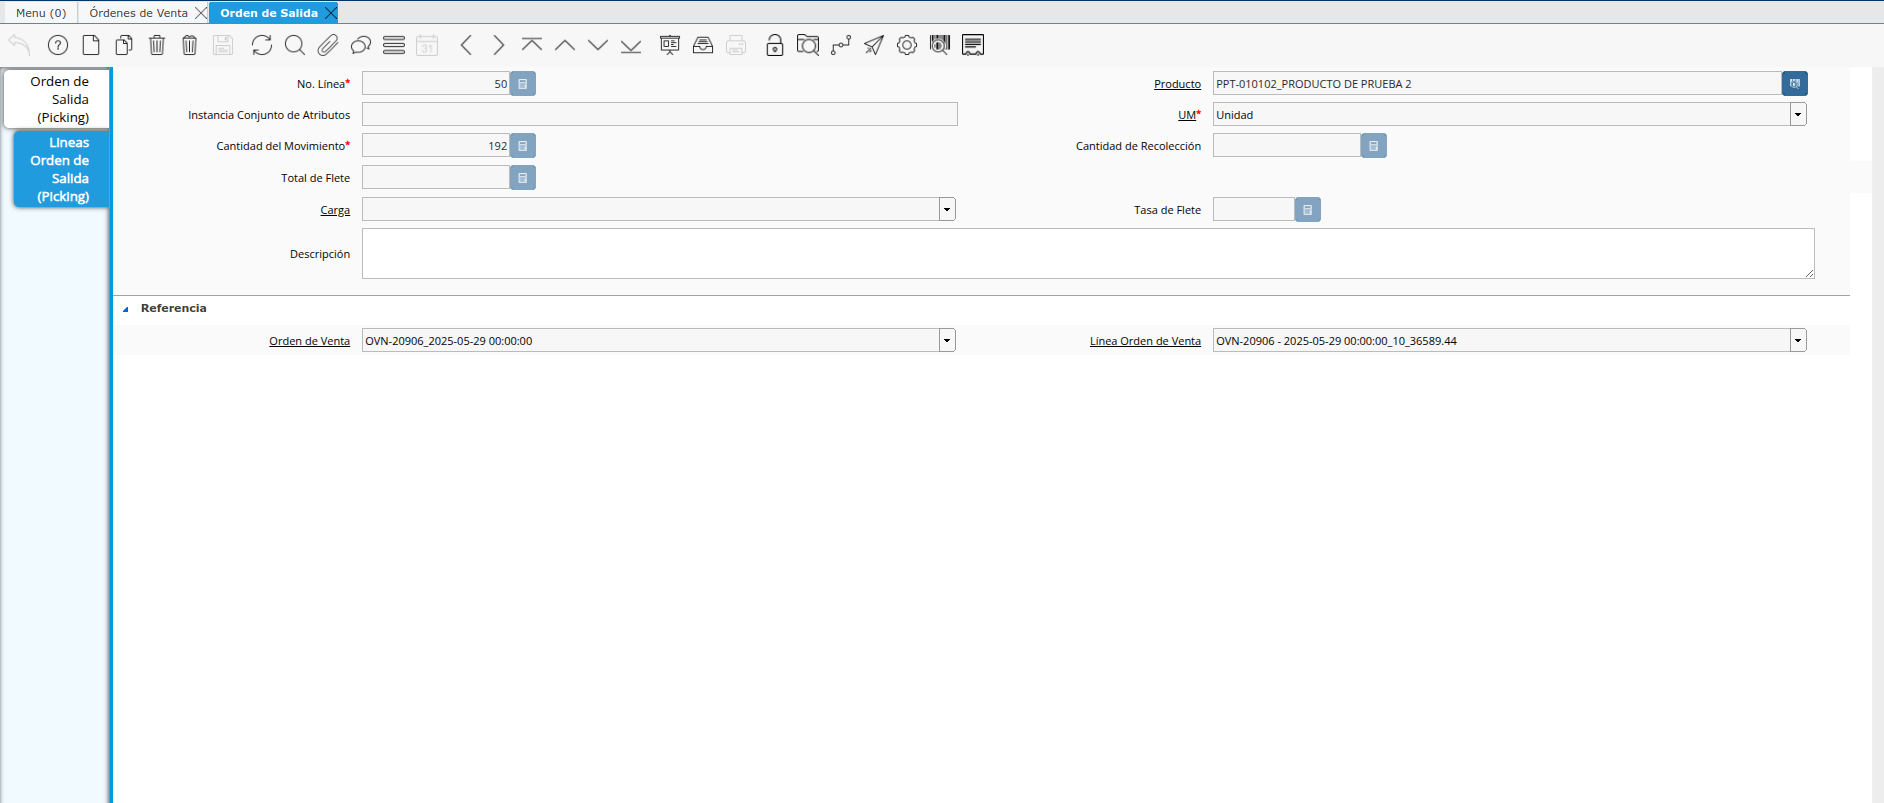 Menu (0)
Órdenes de Venta
Orden de Salida
31
Orden de
Salida
(Picking)
Lineas
Orden de
Salida
(Picking)
No. Línea* 50
Producto PPT-010102_PRODUCTO DE PRUEBA 2
Instancia Conjunto de Atributos
UM* Unidad
Cantidad del Movimiento* 192
Cantidad de Recolección
Total de Flete
Carga
Tasa de Flete
Descripción
Referencia
Orden de Venta OVN-20906_2025-05-29 00:00:00
Línea Orden de Venta OVN-20906 - 2025-05-29 00:00:00_10_36589.44